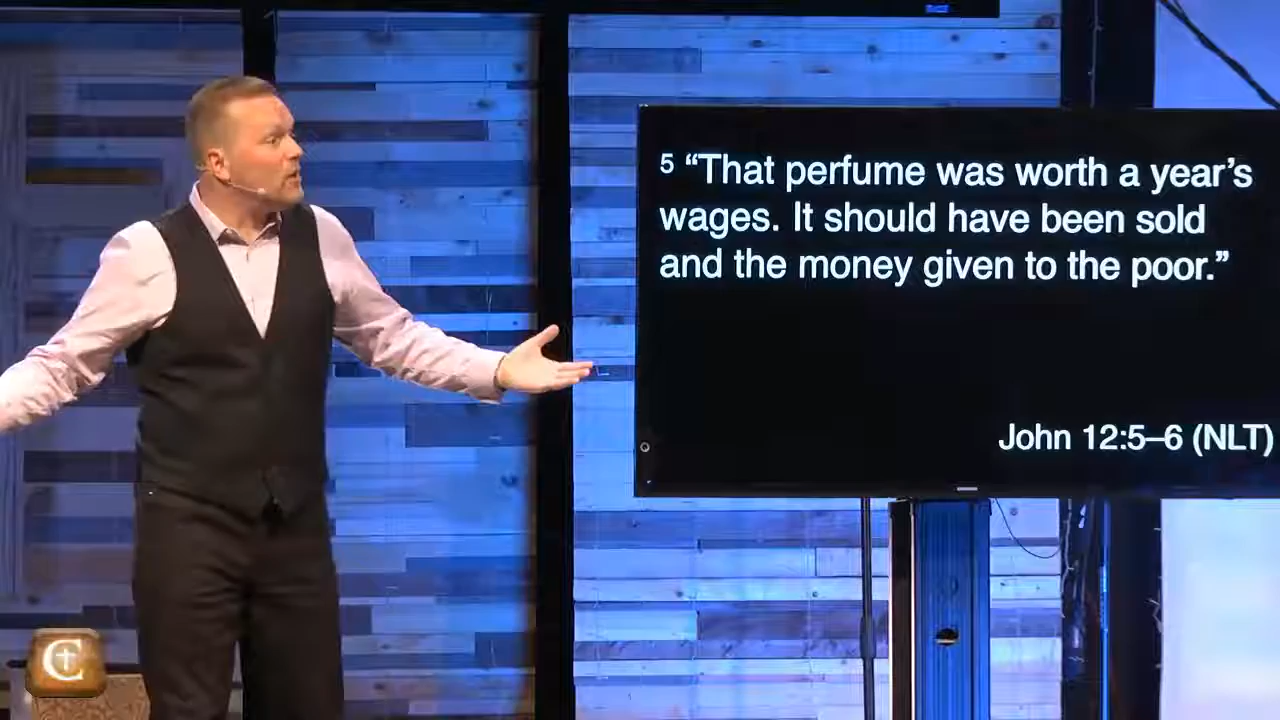 5 “That perfume was worth a year’s
wages. It should have been sold
and the money given to the poor.”
John 12:5–6 (NLT)
C